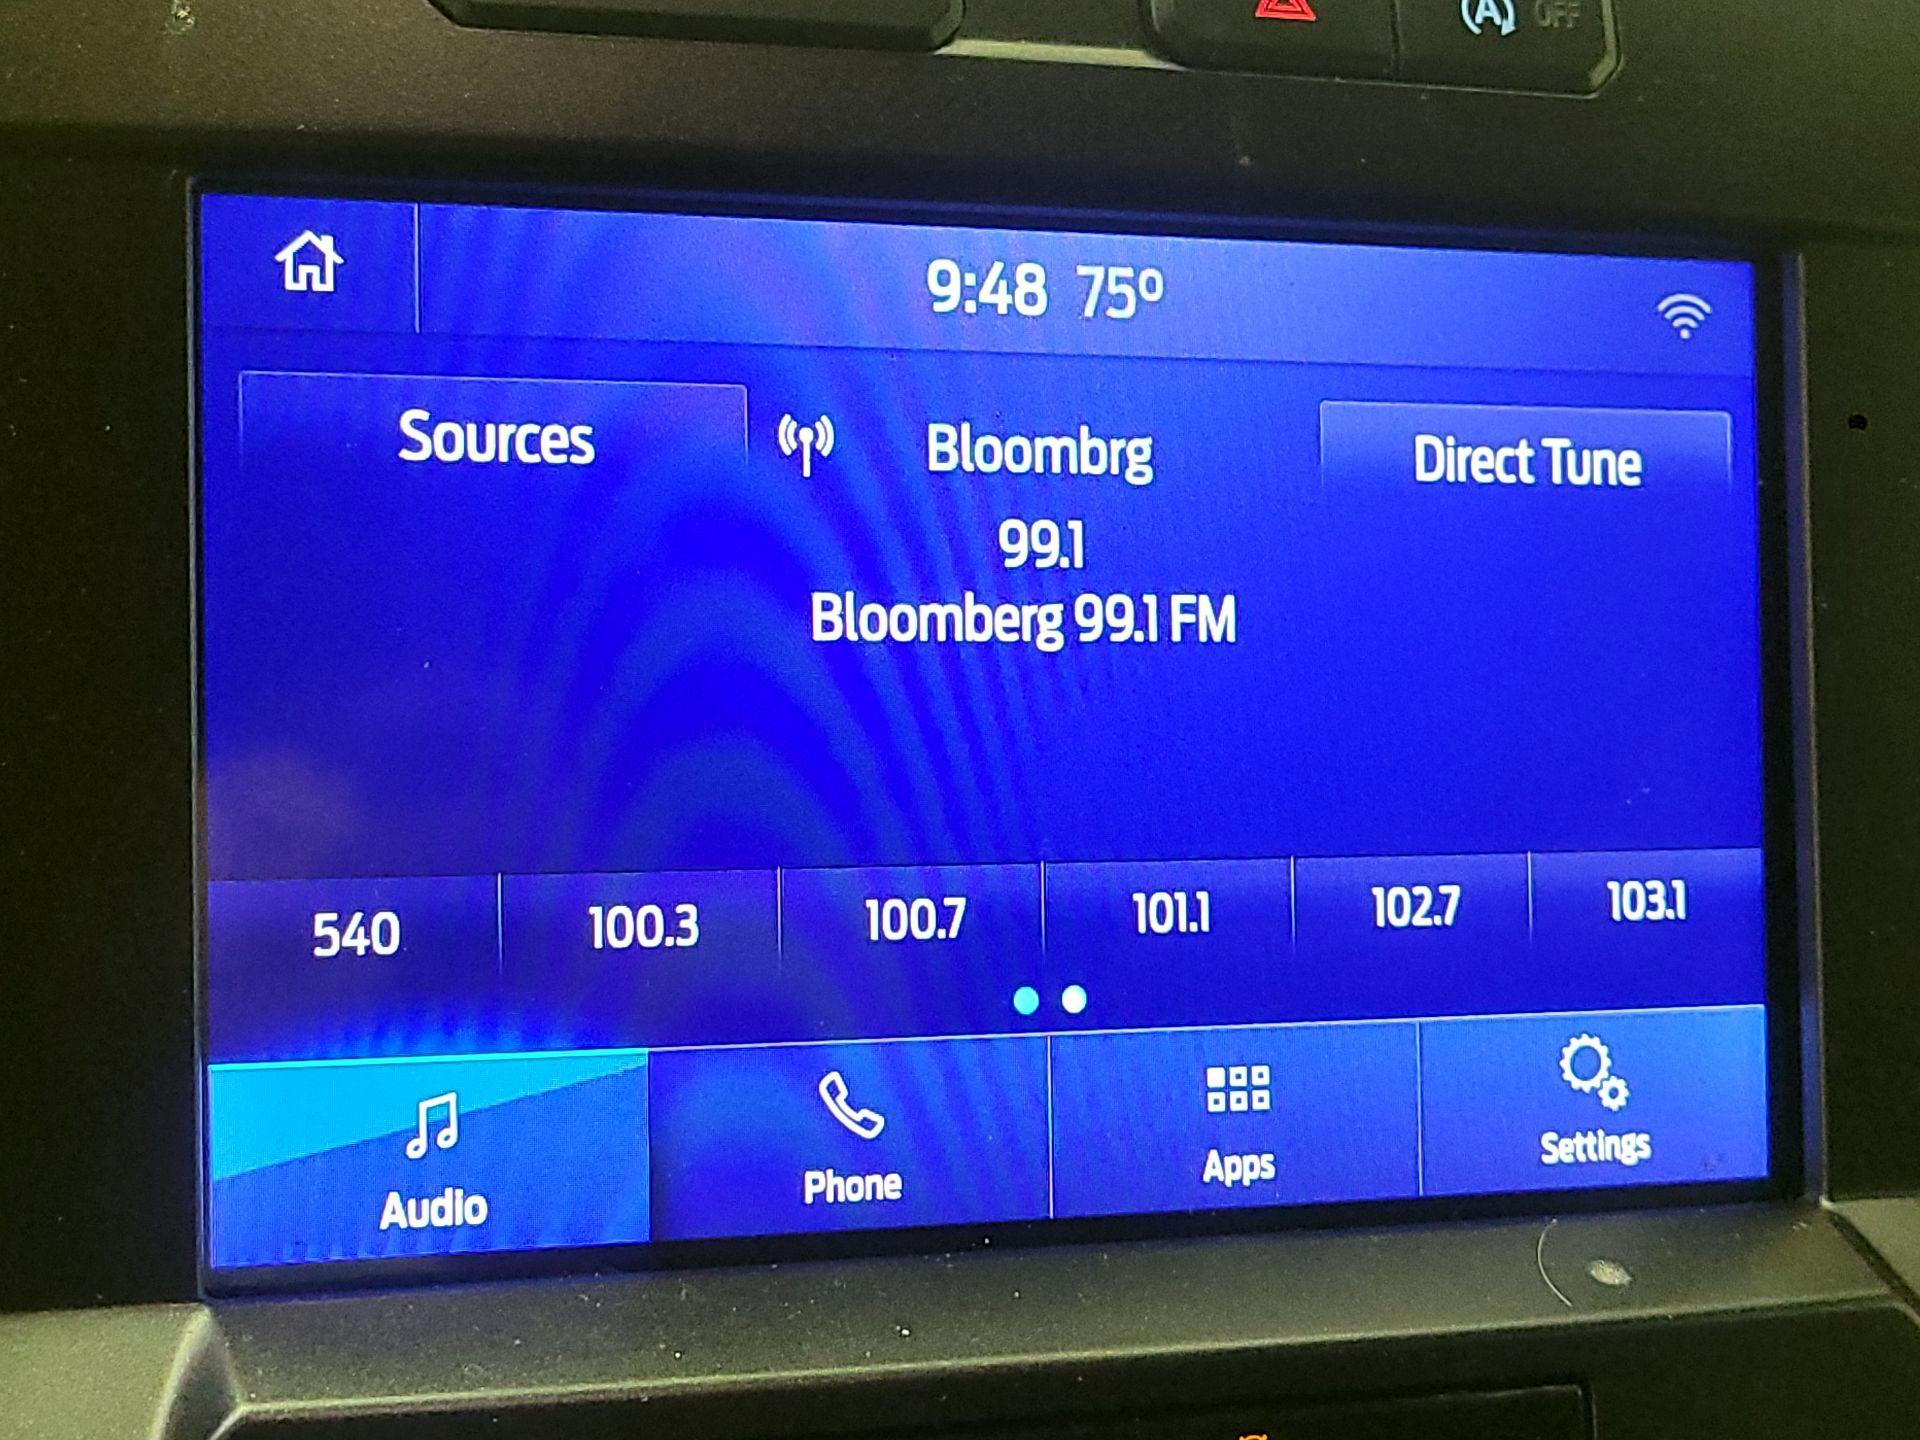 A OFF
9:48 75°
Sources
Bloombrg
Direct Tune
99.1
Bloomberg 99.1 FM
540 100.3 100.7 101.1 102.7 103.1
Audio Phone Apps Settings